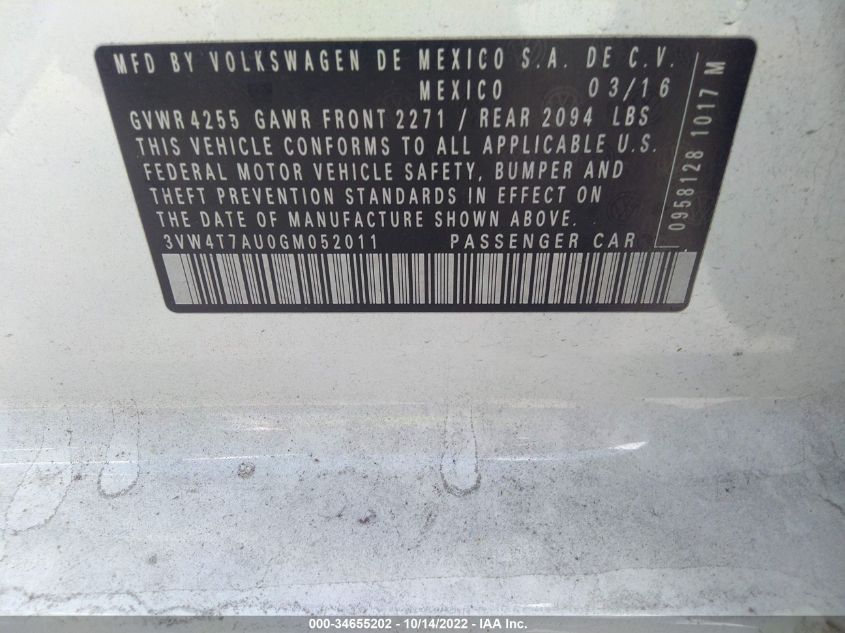 MFD BY VOLKSWAGEN DE MEXICO S.A. DE C.V.
MEXICO 03/16
GVWR 4255 GAWR FRONT 2271 / REAR 2094 LBS
THIS VEHICLE CONFORMS TO ALL APPLICABLE U.S.
FEDERAL MOTOR VEHICLE SAFETY, BUMPER AND
THEFT PREVENTION STANDARDS IN EFFECT ON
THE DATE OF MANUFACTURE SHOWN ABOVE.
3VW4T7AU0GM052011 PASSENGER CAR
0958128 1017 M
000-34655202 - 10/14/2022 - © IAA, Inc.